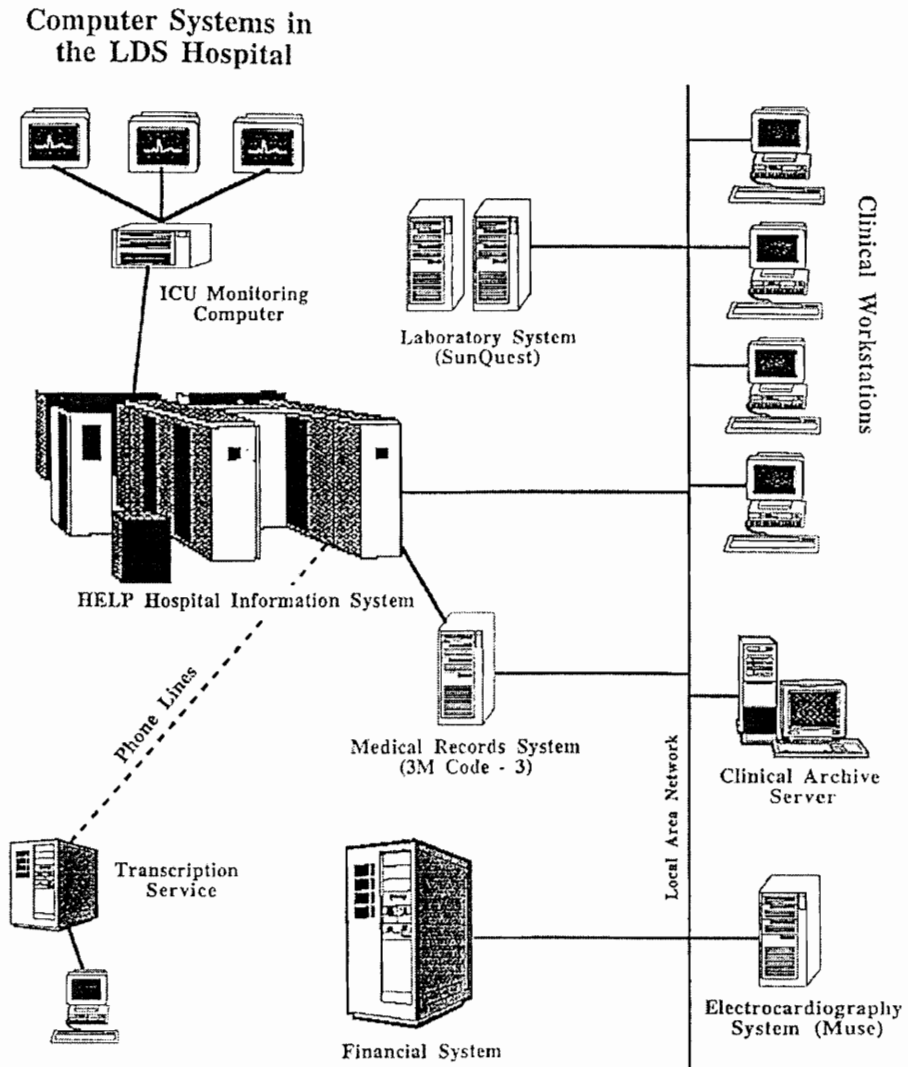 Computer Systems in
the LDS Hospital
ICU Monitoring
Computer
Laboratory System
(SunQuest)
Clinical Workstations
HELP Hospital Information System
Phone Lines
Medical Records System
(3M Code - 3)
Local Area Network
Clinical Archive
Server
Transcription
Service
Financial System
Electrocardiography
System (Muse)